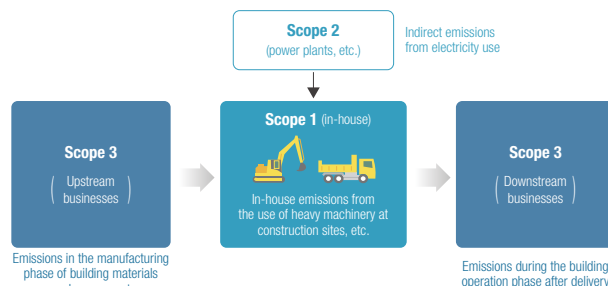 Scope 2
(power plants, etc.)
Indirect emissions
from electricity use
Scope 3
(Upstream
businesses)
Scope 1 (in-house)
In-house emissions from
the use of heavy machinery at
construction sites, etc.
Scope 3
(Downstream
businesses)
Emissions in the manufacturing
phase of building materials
Emissions during the building
operation phase after delivery